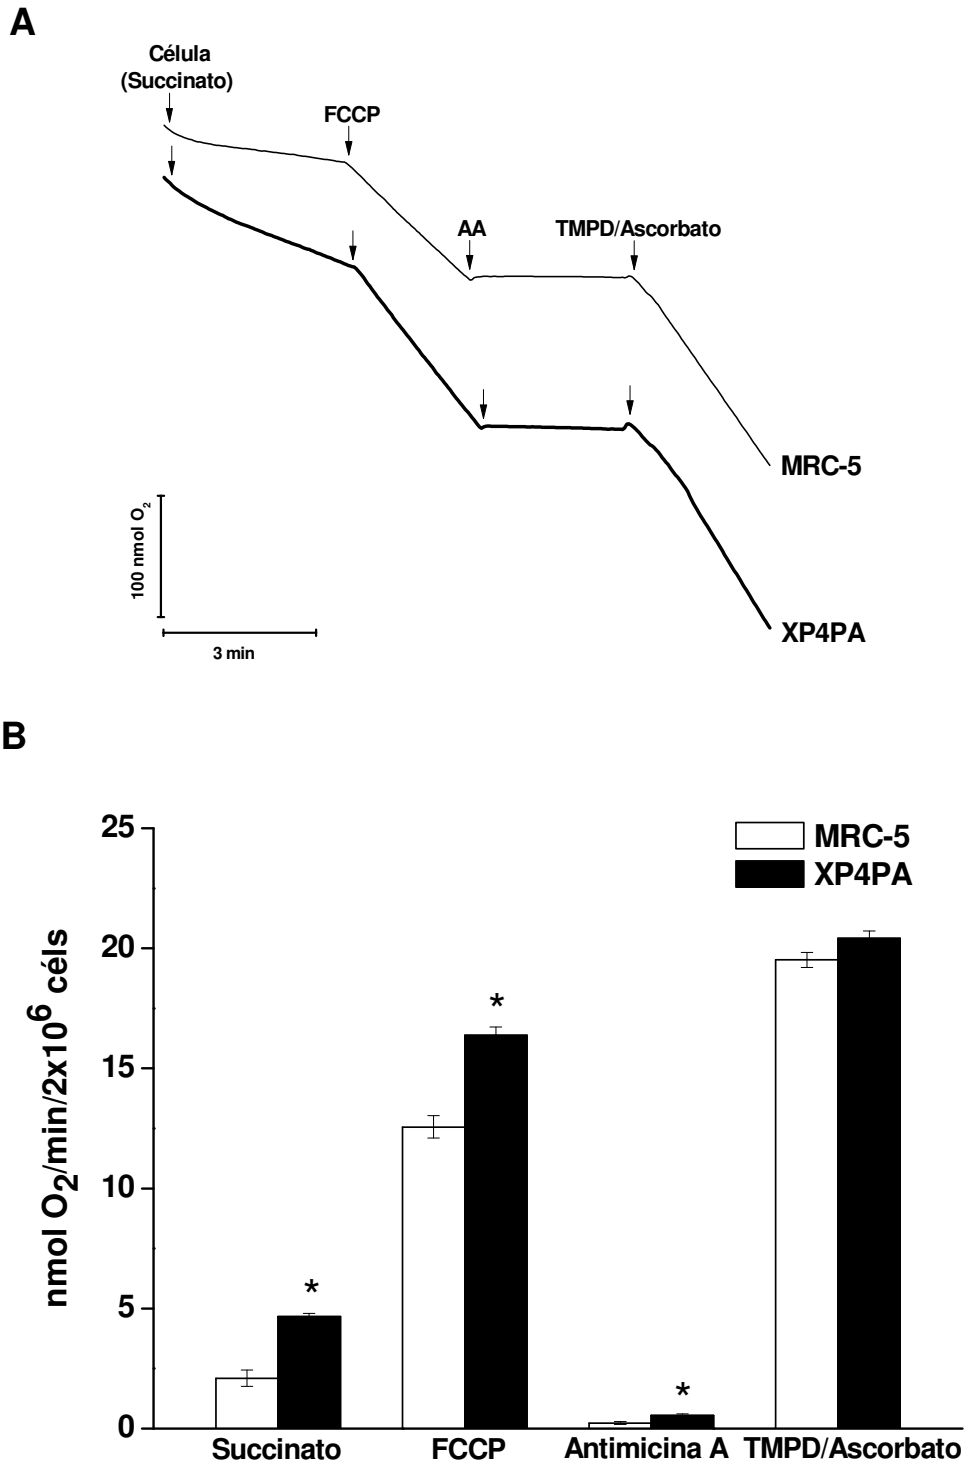 A
Célula
(Succinato)
FCCP
AA
TMPD/Ascorbato
MRC-5
100 nmol O2
XP4PA
3 min
B
25
20
15
10
5
0
nmol O2/min/2x10^6 céls
MRC-5
XP4PA
*
*
*
Succinato
FCCP
Antimicina A
TMPD/Ascorbato